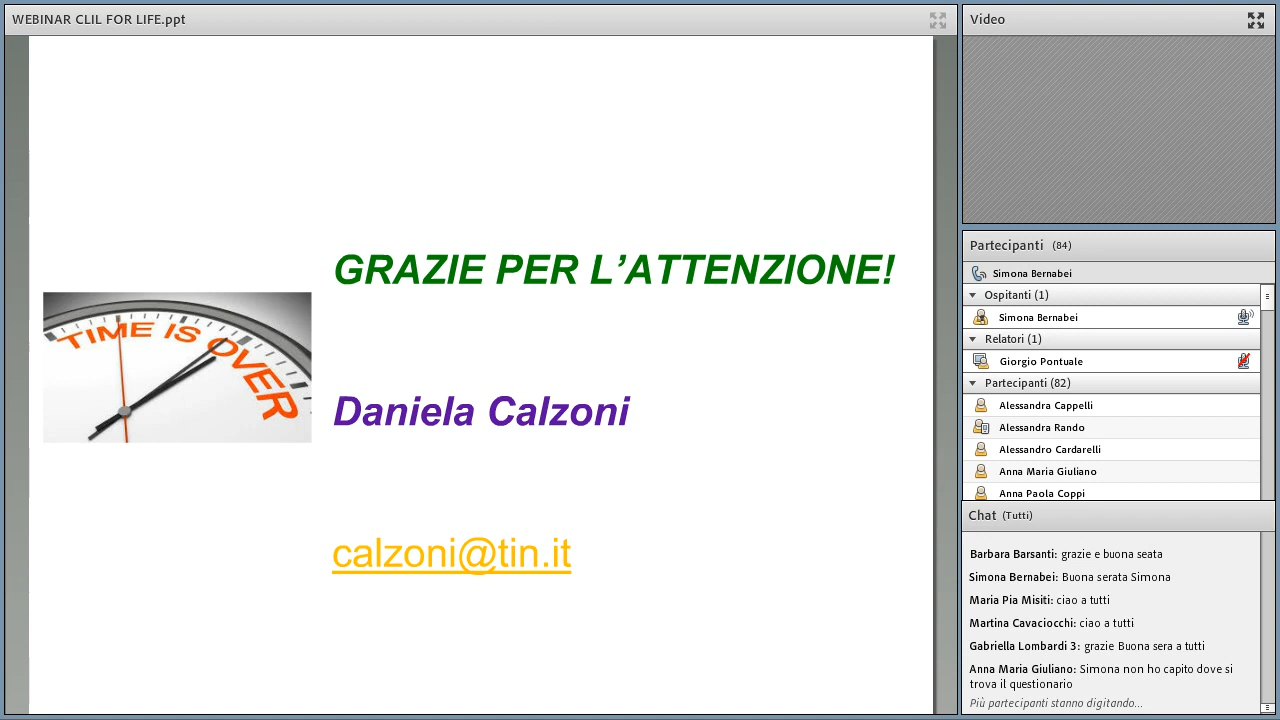 WEBINAR CLIL FOR LIFE.ppt
GRAZIE PER L’ATTENZIONE!
TIME IS OVER
Daniela Calzoni
calzoni@tin.it
Video
Partecipanti (84)
Simona Bernabei
Ospitanti (1)
Simona Bernabei
Relatori (1)
Giorgio Pontuale
Partecipanti (82)
Alessandra Cappelli
Alessandra Rando
Alessandro Cardarelli
Anna Maria Giuliano
Anna Paola Coppi
Chat (Tutti)
Barbara Barsanti: grazie e buona seata
Simona Bernabei: Buona serata Simona
Maria Pia Misiti: ciao a tutti
Martina Cavaciocchi: ciao a tutti
Gabriella Lombardi 3: grazie Buona sera a tutti
Anna Maria Giuliano: Simona non ho capito dove si
trova il questionario
Più partecipanti stanno digitando...